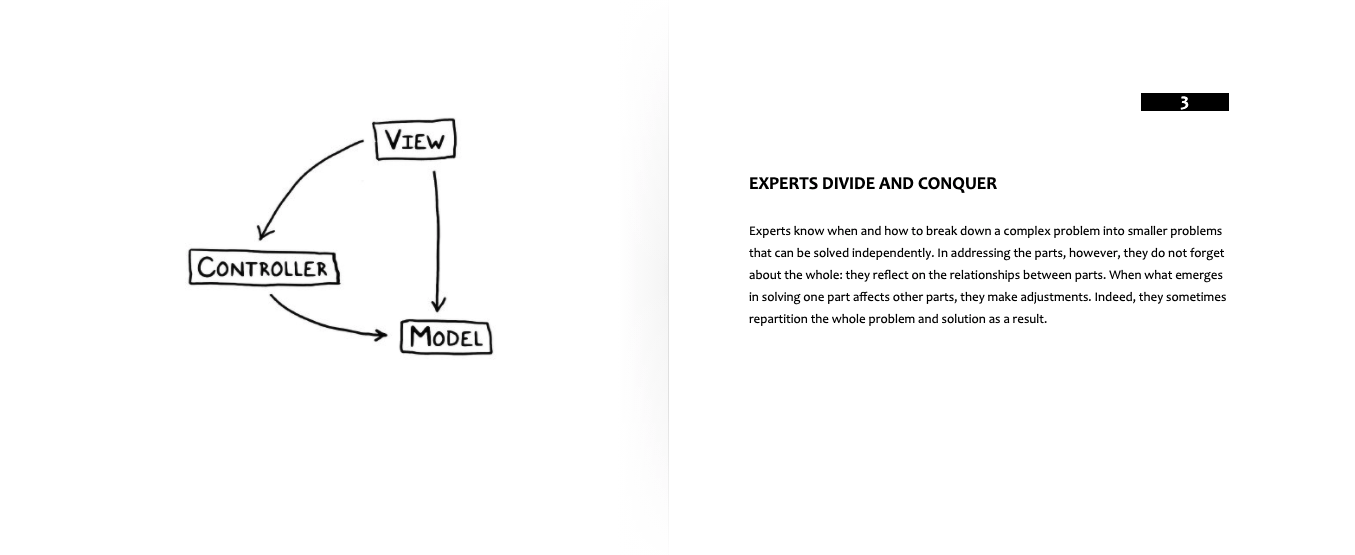 VIEW
CONTROLLER
MODEL
3
EXPERTS DIVIDE AND CONQUER
Experts know when and how to break down a complex problem into smaller problems
that can be solved independently. In addressing the parts, however, they do not forget
about the whole: they reflect on the relationships between parts. When what emerges
in solving one part affects other parts, they make adjustments. Indeed, they sometimes
repartition the whole problem and solution as a result.